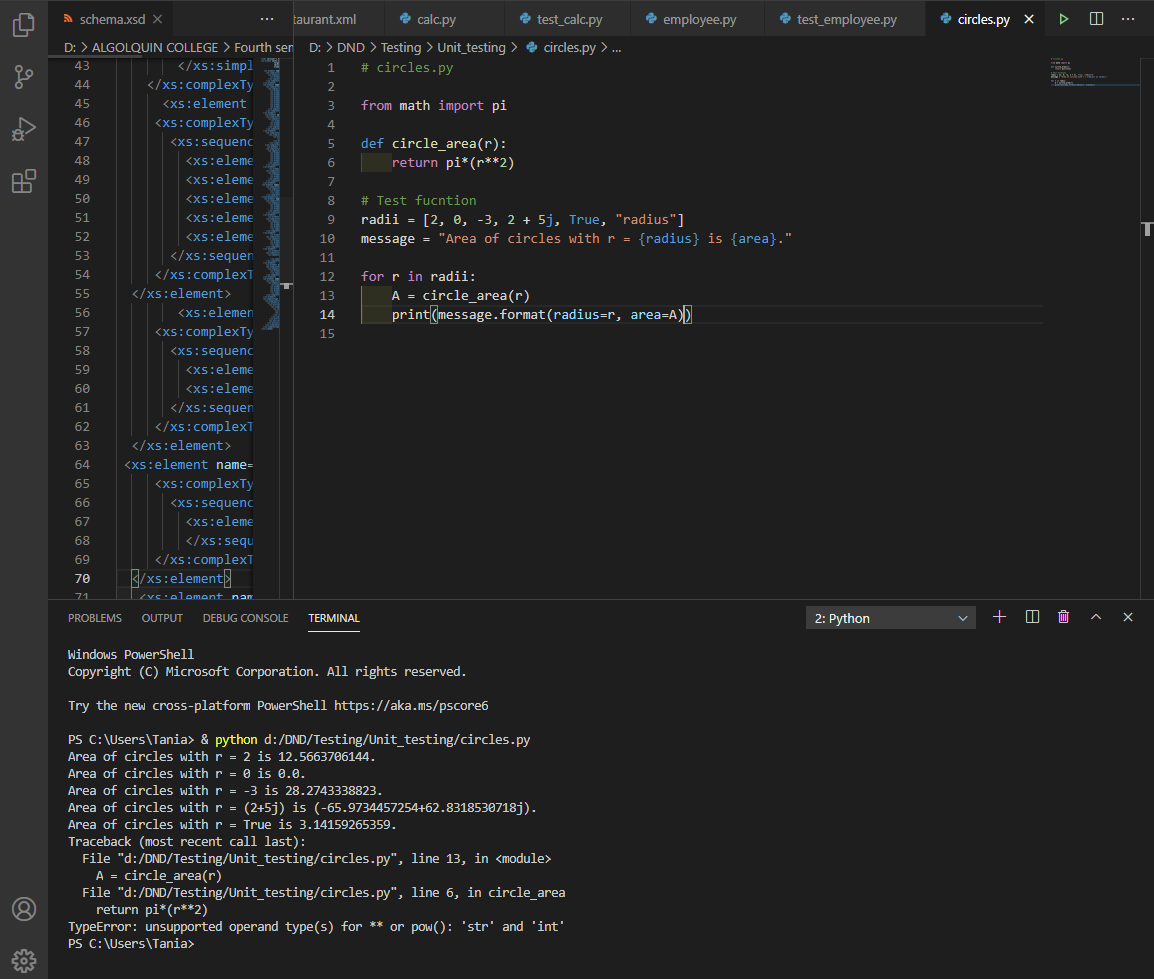 schema.xsd
taurant.xml
calc.py
test_calc.py
employee.py
test_employee.py
circles.py
D: > ALGOLQUIN COLLEGE > Fourth sen
D: > DND > Testing > Unit_testing > circles.py > ...
43 </xs:simpl
44 </xs:complexTy
45 <xs:element
46 <xs:complexTy
47 <xs:sequenc
48 <xs:eleme
49 <xs:eleme
50 <xs:eleme
51 <xs:eleme
52 <xs:eleme
53 </xs:sequen
54 </xs:complexT
55 </xs:element>
56 <xs:elemen
57 <xs:complexTy
58 <xs:sequenc
59 <xs:eleme
60 <xs:eleme
61 </xs:sequen
62 </xs:complexT
63 </xs:element>
64 <xs:element name=
65 <xs:complexTy
66 <xs:sequenc
67 <xs:eleme
68 </xs:sequ
69 </xs:complexT
70 </xs:element>
71 <xs:element nam
1 # circles.py
2
3 from math import pi
4
5 def circle_area(r):
6 return pi*(r**2)
7
8 # Test fucntion
9 radii = [2, 0, -3, 2 + 5j, True, "radius"]
10 message = "Area of circles with r = {radius} is {area}."
11
12 for r in radii:
13 A = circle_area(r)
14 print(message.format(radius=r, area=A))
15
PROBLEMS OUTPUT DEBUG CONSOLE TERMINAL
2: Python
Windows PowerShell
Copyright (C) Microsoft Corporation. All rights reserved.
Try the new cross-platform PowerShell https://aka.ms/pscore6
PS C:\Users\Tania> & python d:/DND/Testing/Unit_testing/circles.py
Area of circles with r = 2 is 12.5663706144.
Area of circles with r = 0 is 0.0.
Area of circles with r = -3 is 28.2743338823.
Area of circles with r = (2+5j) is (-65.9734457254+62.8318530718j).
Area of circles with r = True is 3.14159265359.
Traceback (most recent call last):
File "d:/DND/Testing/Unit_testing/circles.py", line 13, in <module>
A = circle_area(r)
File "d:/DND/Testing/Unit_testing/circles.py", line 6, in circle_area
return pi*(r**2)
TypeError: unsupported operand type(s) for ** or pow(): 'str' and 'int'
PS C:\Users\Tania>